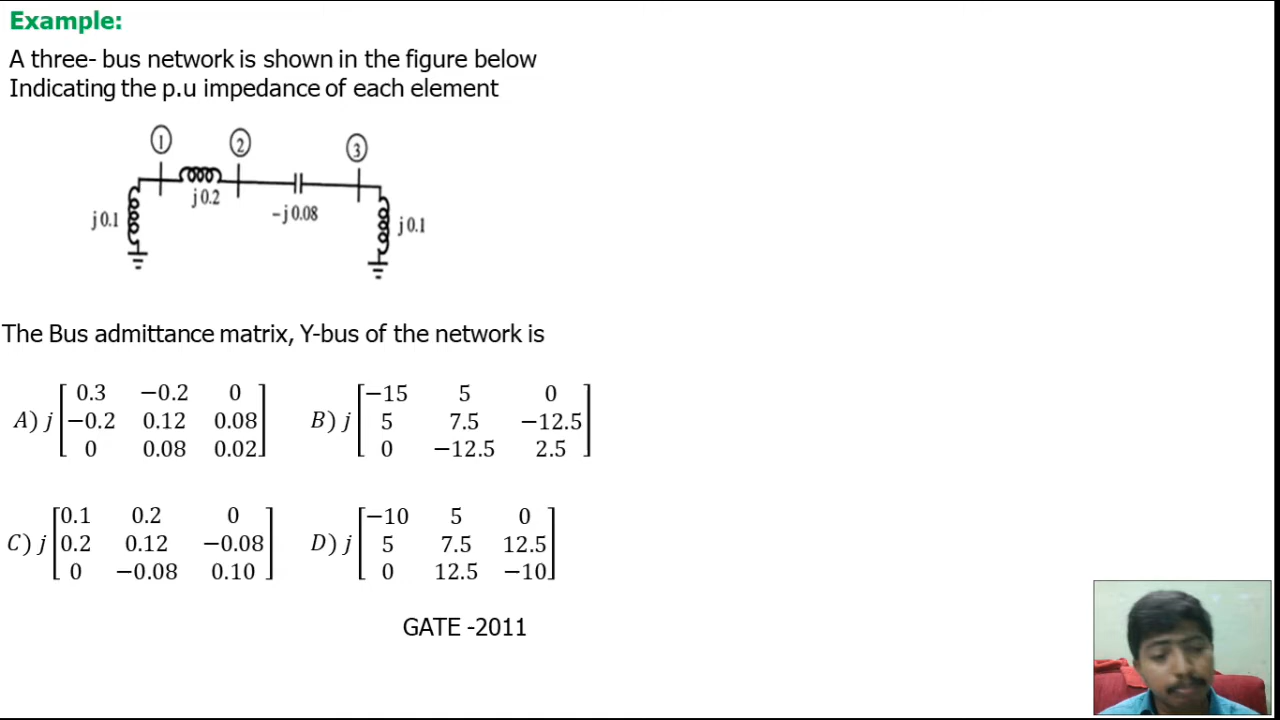 Example:
A three- bus network is shown in the figure below
Indicating the p.u impedance of each element
1 2 3
j0.2
j0.1 -j0.08 j0.1
The Bus admittance matrix, Y-bus of the network is
A) j [0.3 −0.2 0
−0.2 0.12 0.08
0 0.08 0.02]
B) j [−15 5 0
5 7.5 −12.5
0 −12.5 2.5]
C) j [0.1 0.2 0
0.2 0.12 −0.08
0 −0.08 0.10]
D) j [−10 5 0
5 7.5 12.5
0 12.5 −10]
GATE -2011